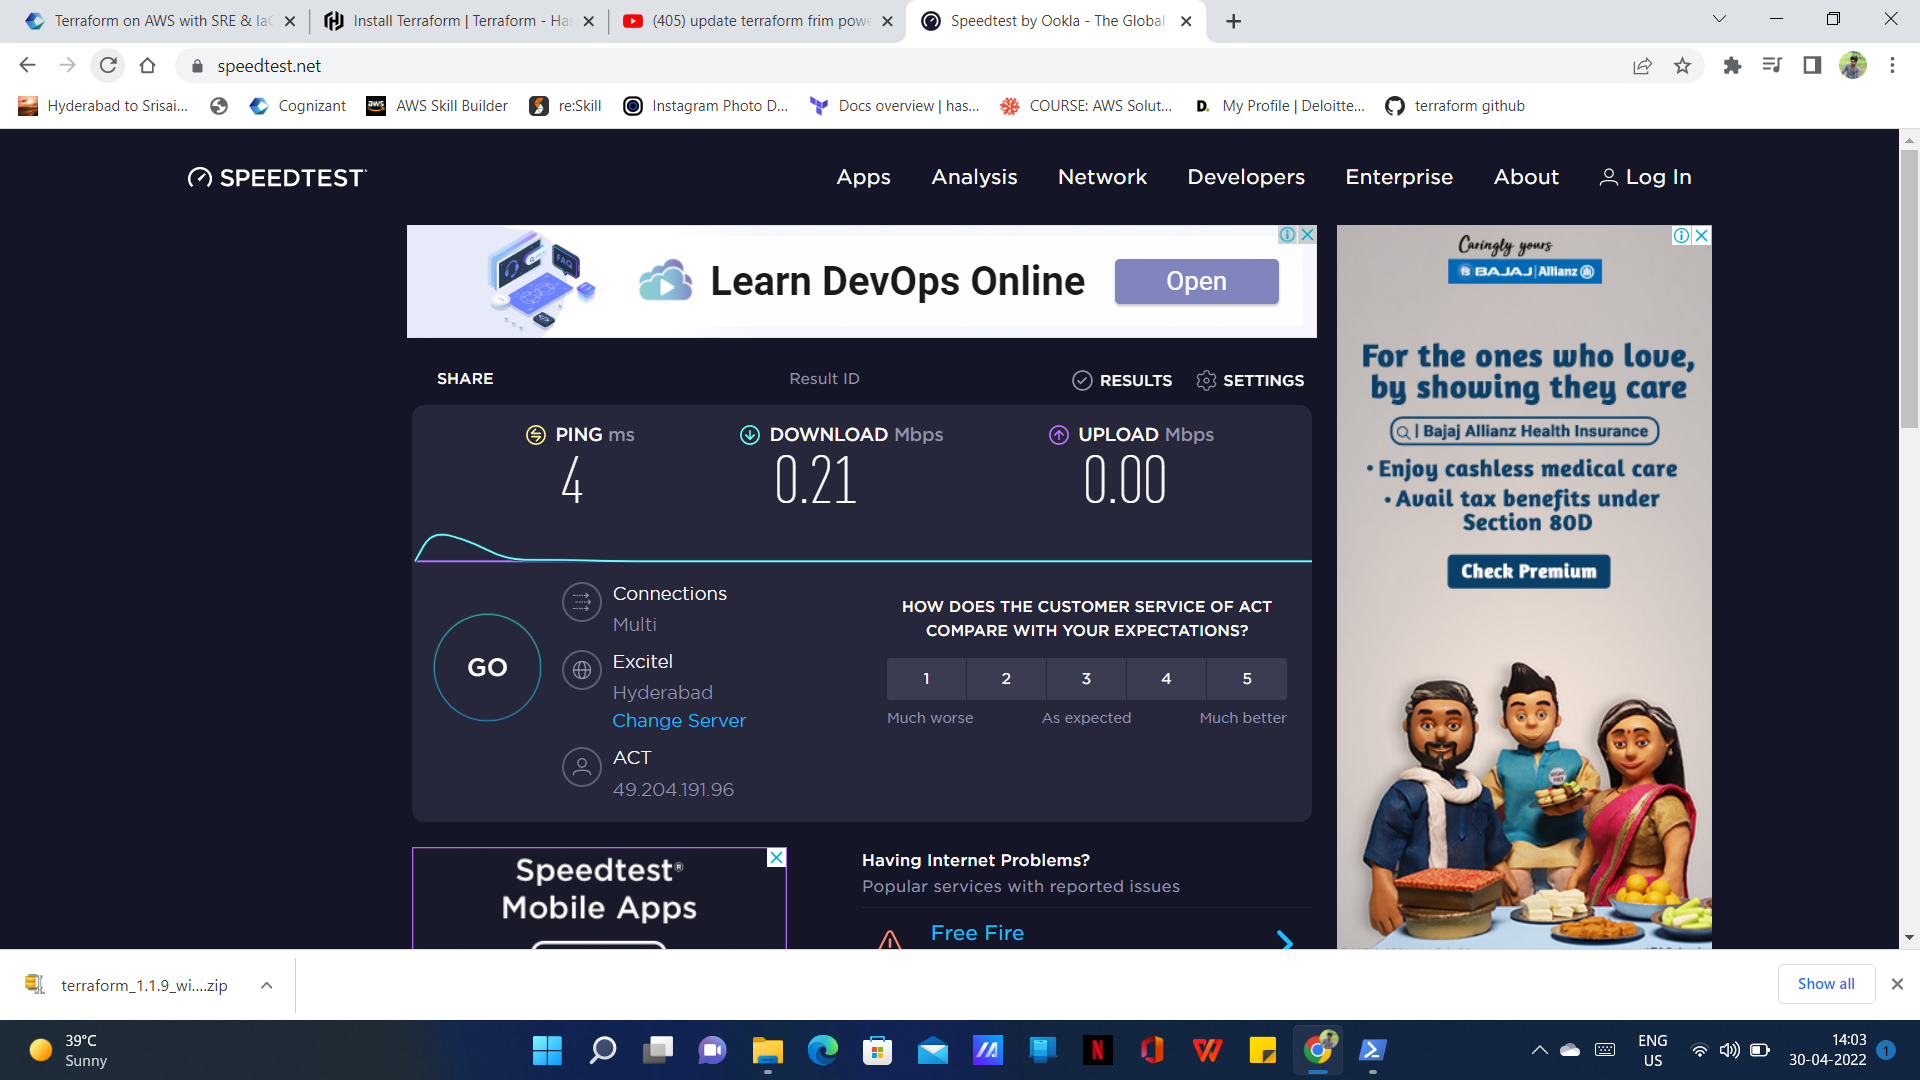 Terraform on AWS with SRE & IaC
Install Terraform | Terraform - Has
(405) update terraform frim powe
Speedtest by Ookla - The Global
speedtest.net
Hyderabad to Srisai...
Cognizant
aws
AWS Skill Builder
re:Skill
Instagram Photo D...
Docs overview | has...
COURSE: AWS Solut...
D.
My Profile | Deloitte...
terraform github
SPEEDTEST
Apps
Analysis
Network
Developers
Enterprise
About
Log In
FAQ
Learn DevOps Online
Open
Caringly yours
BAJAJ | Allianz
For the ones who love,
by showing they care
| Bajaj Allianz Health Insurance
• Enjoy cashless medical care
• Avail tax benefits under
Section 80D
Check Premium
SHARE
Result ID
RESULTS
SETTINGS
PING ms
4
DOWNLOAD Mbps
0.21
UPLOAD Mbps
0.00
GO
Connections
Multi
Excitel
Hyderabad
Change Server
ACT
49.204.191.96
HOW DOES THE CUSTOMER SERVICE OF ACT
COMPARE WITH YOUR EXPECTATIONS?
1 2 3 4 5
Much worse As expected Much better
Speedtest®
Mobile Apps
Having Internet Problems?
Popular services with reported issues
Free Fire
terraform_1.1.9_wi....zip
Show all
39°C
Sunny
ENG
US
14:03
30-04-2022
1